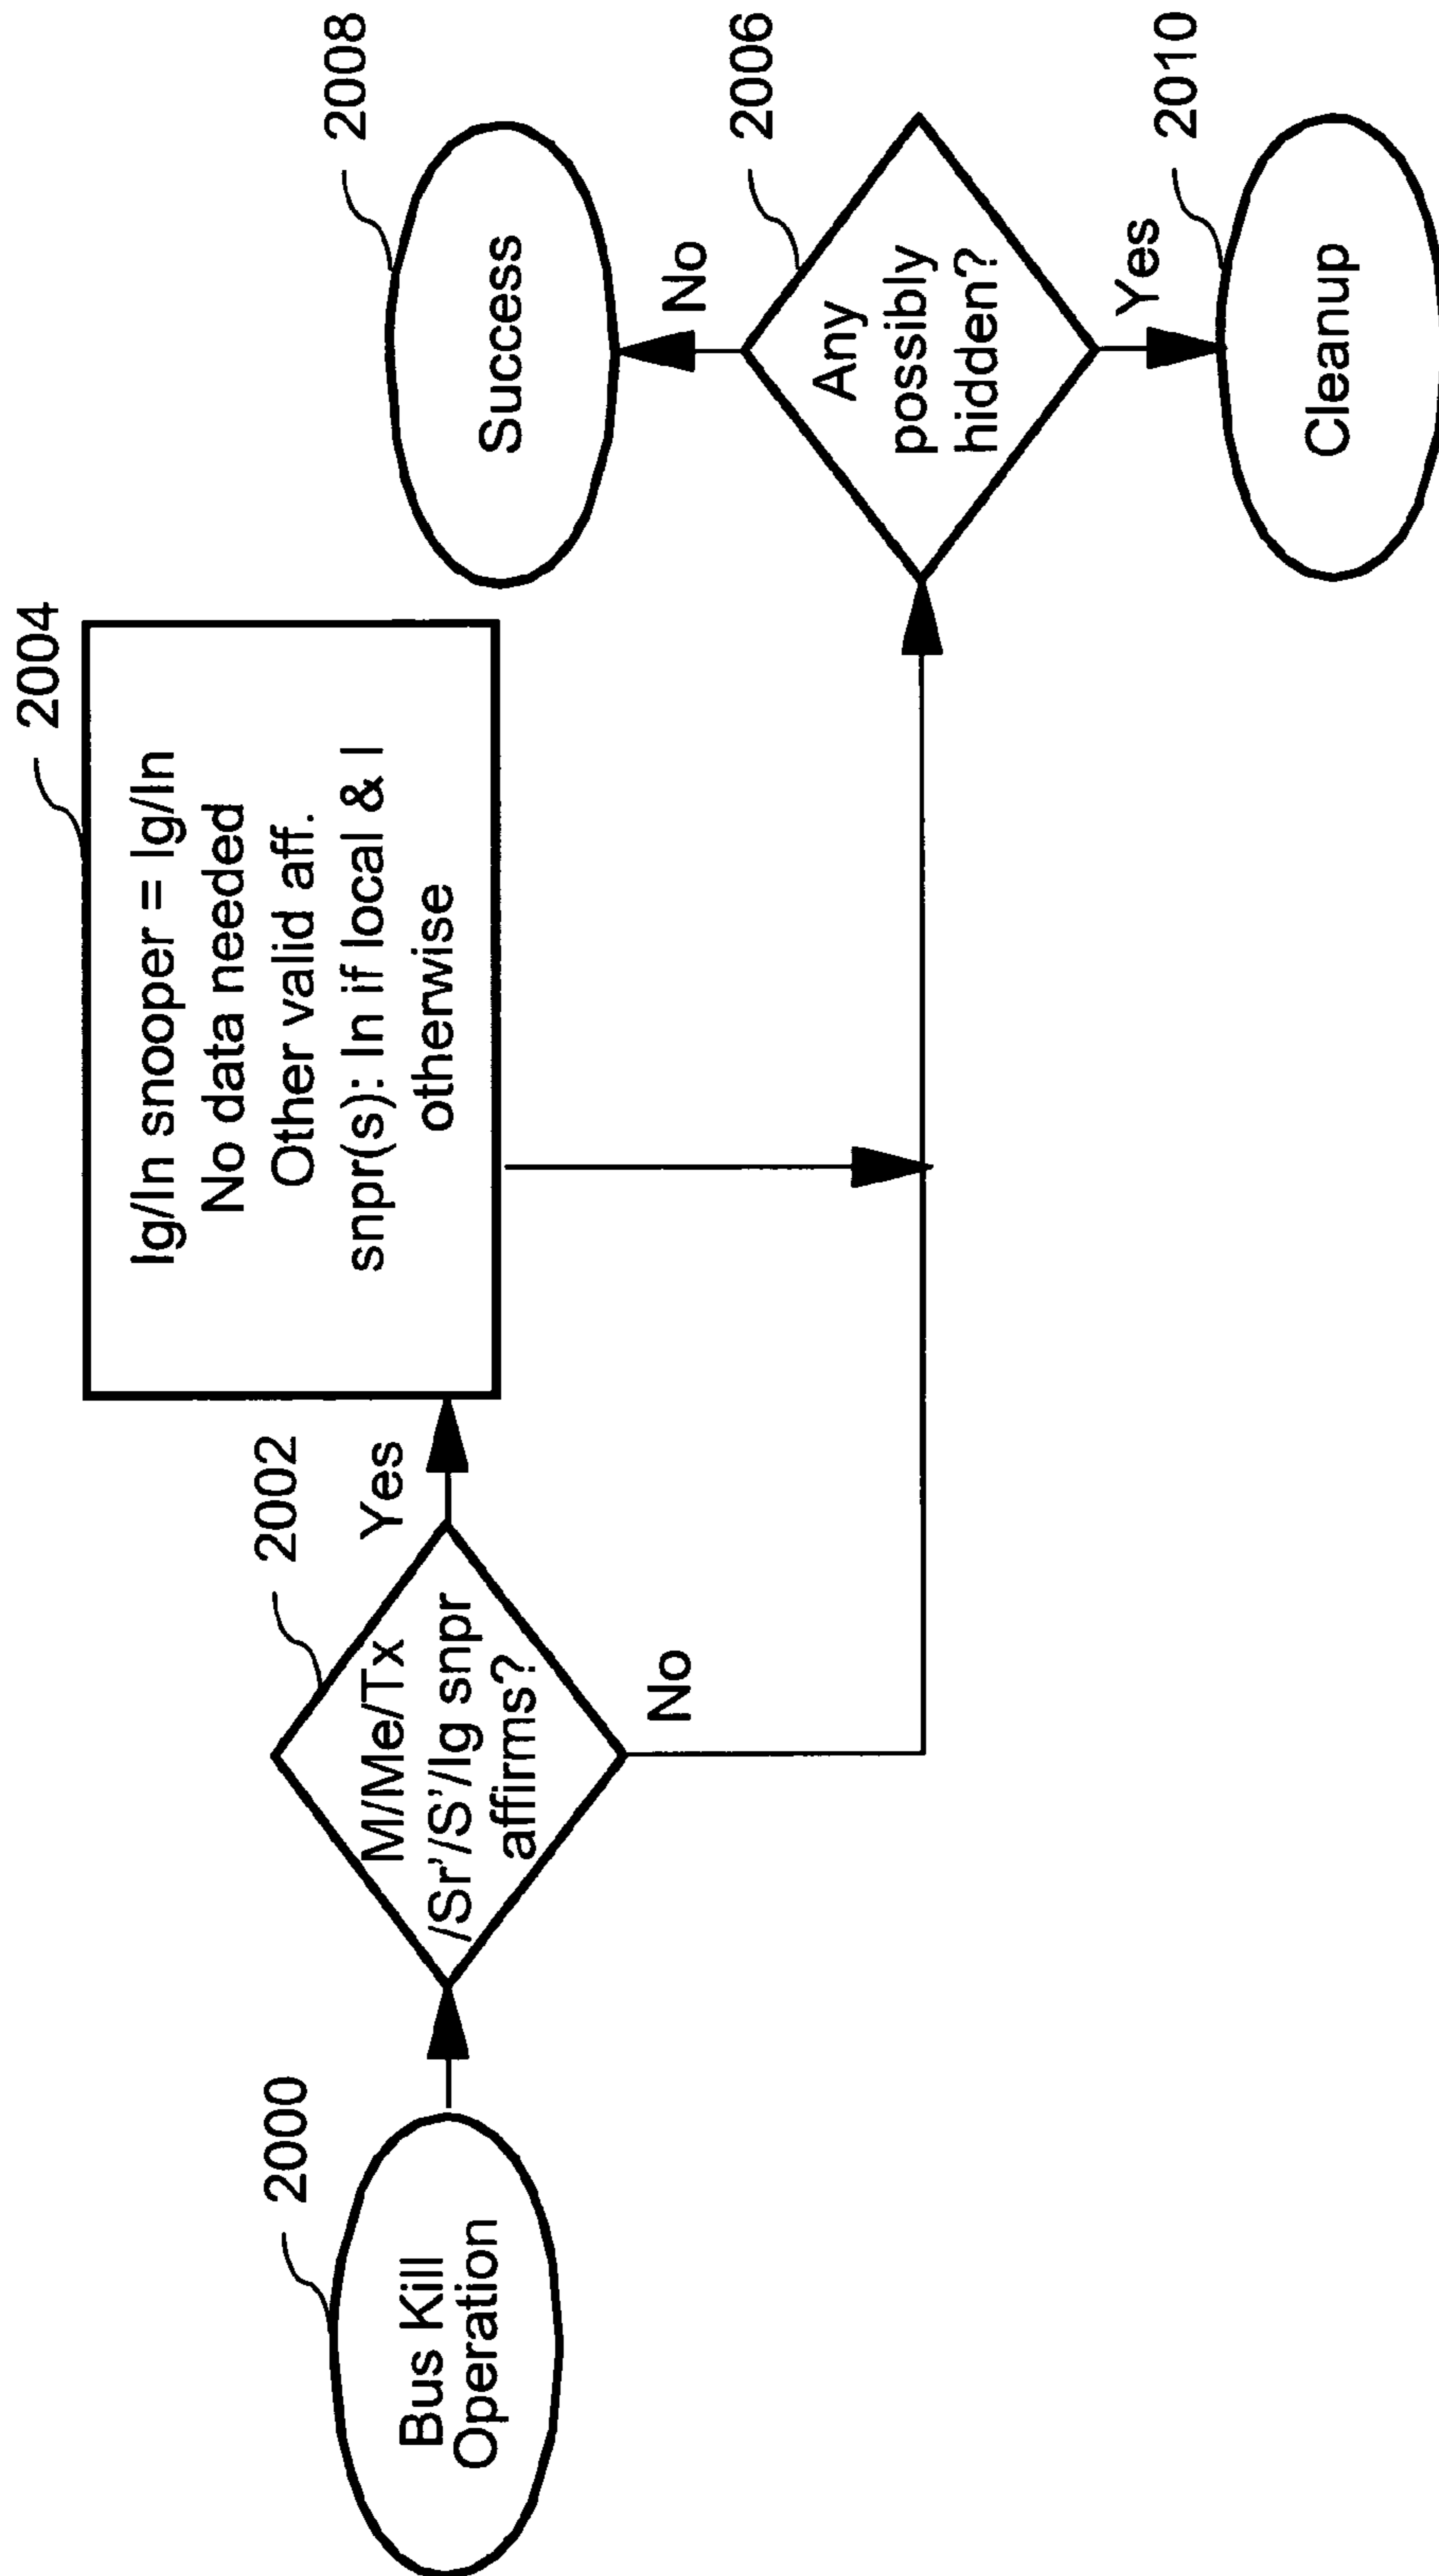 2000
Bus Kill
Operation
2002
M/Me/Tx
/Sr'/S'/Ig snpr
affirms?
Yes
No
2004
Ig/In snooper = Ig/In
No data needed
Other valid aff.
snpr(s): In if local & I
otherwise
2006
Any
possibly
hidden?
No
Yes
2008
Success
2010
Cleanup